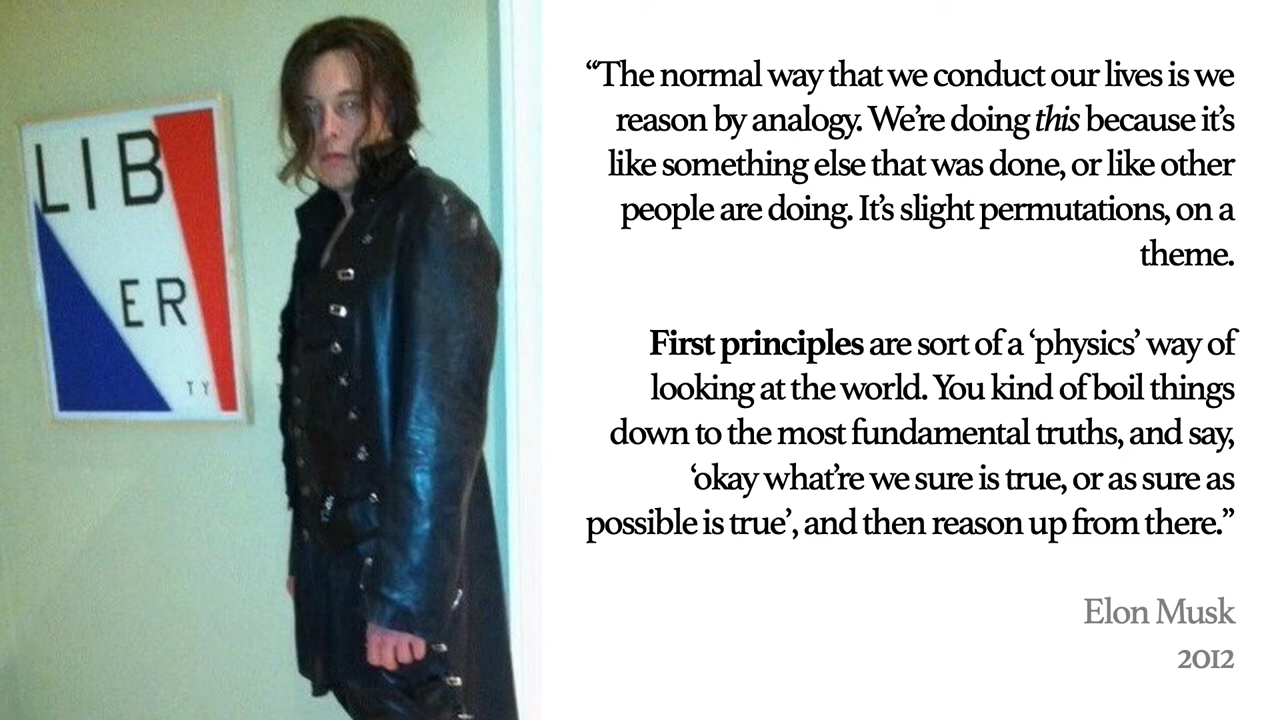 LIB
ER
TY
“The normal way that we conduct our lives is we
reason by analogy. We’re doing this because it’s
like something else that was done, or like other
people are doing. It’s slight permutations, on a
theme.
First principles are sort of a ‘physics’ way of
looking at the world. You kind of boil things
down to the most fundamental truths, and say,
‘okay what’re we sure is true, or as sure as
possible is true’, and then reason up from there.”
Elon Musk
2012